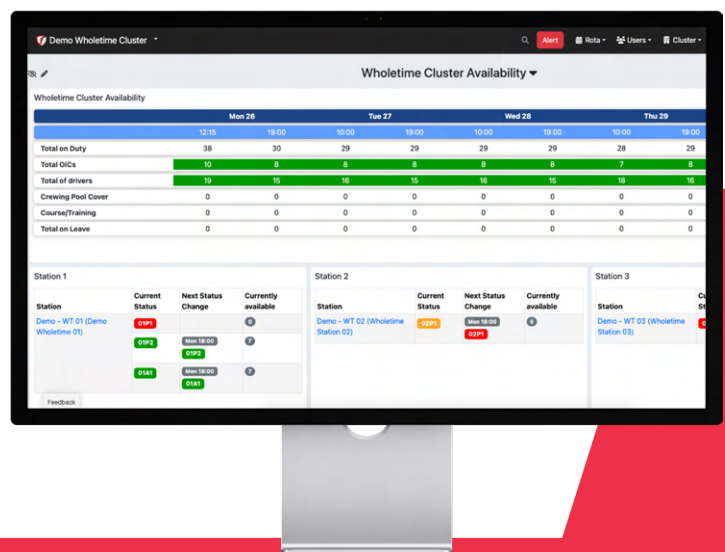 Demo Wholetime Cluster
Alert Rota Users Cluster
Wholetime Cluster Availability
Wholetime Cluster Availability
Mon 26 Tue 27 Wed 28 Thu 29
12:15 19:00 10:00 19:00 10:00 19:00 10:00 19:00
Total on Duty 38 30 29 29 29 29 28 29
Total OiCs 10 8 8 8 8 8 7 8
Total of drivers 19 15 16 15 16 15 18 16
Crewing Pool Cover 0 0 0 0 0 0 0 0
Course/Training 0 0 0 0 0 0 0 0
Total on Leave 0 0 0 0 0 0 0 0
Station 1
Station Current Status Next Status Change Currently available
Demo - WT 01 (Demo Wholetime 01)
01P1 0
01P2 Mon 18:00 01P2 7
01A1 Mon 18:00 01A1 7
Station 2
Station Current Status Next Status Change Currently available
Demo - WT 02 (Wholetime Station 02)
02P1 Mon 18:00 02P1 5
Station 3
Station
Demo - WT 03 (Wholetime Station 03)
Feedback